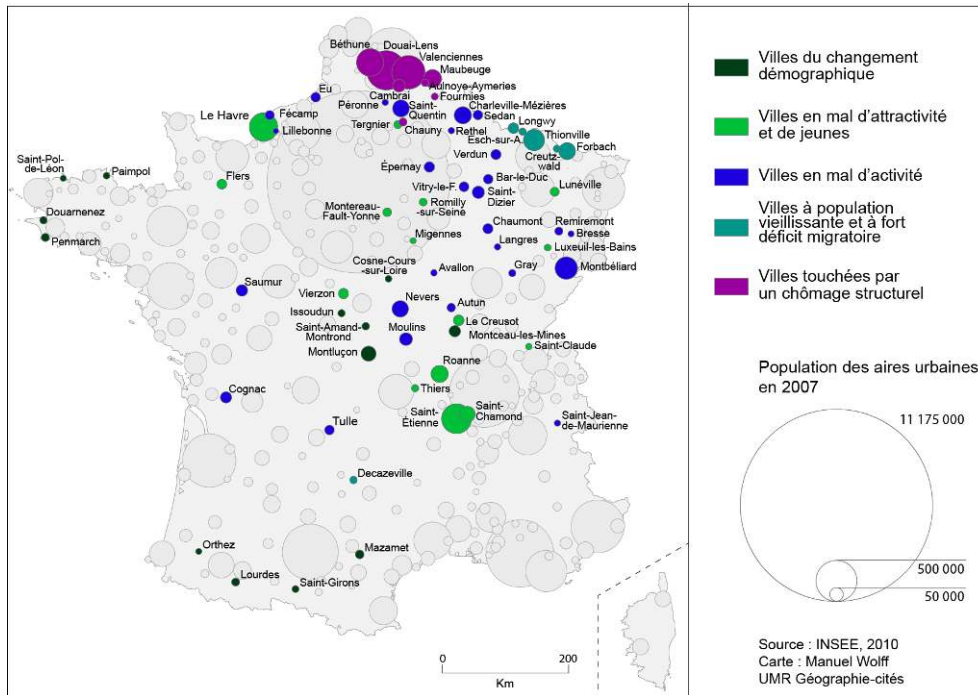 Béthune
Douai-Lens
Valenciennes
Maubeuge
Aulnoye-Aymeries
Fourmies
Cambrai
Eu
Péronne
Saint-
Quentin
Charleville-Mézières
Sedan
Le Havre
Fécamp
Lillebonne
Tergnier
Chauny
Rethel
Longwy
Esch-sur-A.
Thionville
Creutz-
wald
Forbach
Verdun
Épernay
Bar-le-Duc
Vitry-le-F.
Saint-
Dizier
Lunéville
Saint-Pol-
de-Léon
Paimpol
Flers
Douarnenez
Penmarch
Montereau-
Fault-Yonne
Romilly
-sur-Seine
Migennes
Chaumont
Remiremont
Bresse
Langres
Luxeuil-les-Bains
Cosne-Cours
-sur-Loire
Avallon
Gray
Montbéliard
Saumur
Vierzon
Nevers
Autun
Issoudun
Saint-Amand-
Montrond
Moulins
Le Creusot
Montceau-les-Mines
Montluçon
Saint-Claude
Roanne
Thiers
Cognac
Saint-
Étienne
Saint-
Chamond
Tulle
Saint-Jean-
de-Maurienne
Decazeville
Orthez
Mazamet
Lourdes
Saint-Girons
0
200
Km
Villes du changement
démographique
Villes en mal d'attractivité
et de jeunes
Villes en mal d'activité
Villes à population
vieillissante et à fort
déficit migratoire
Villes touchées par
un chômage structurel
Population des aires urbaines
en 2007
11 175 000
500 000
50 000
Source : INSEE, 2010
Carte : Manuel Wolff
UMR Géographie-cités